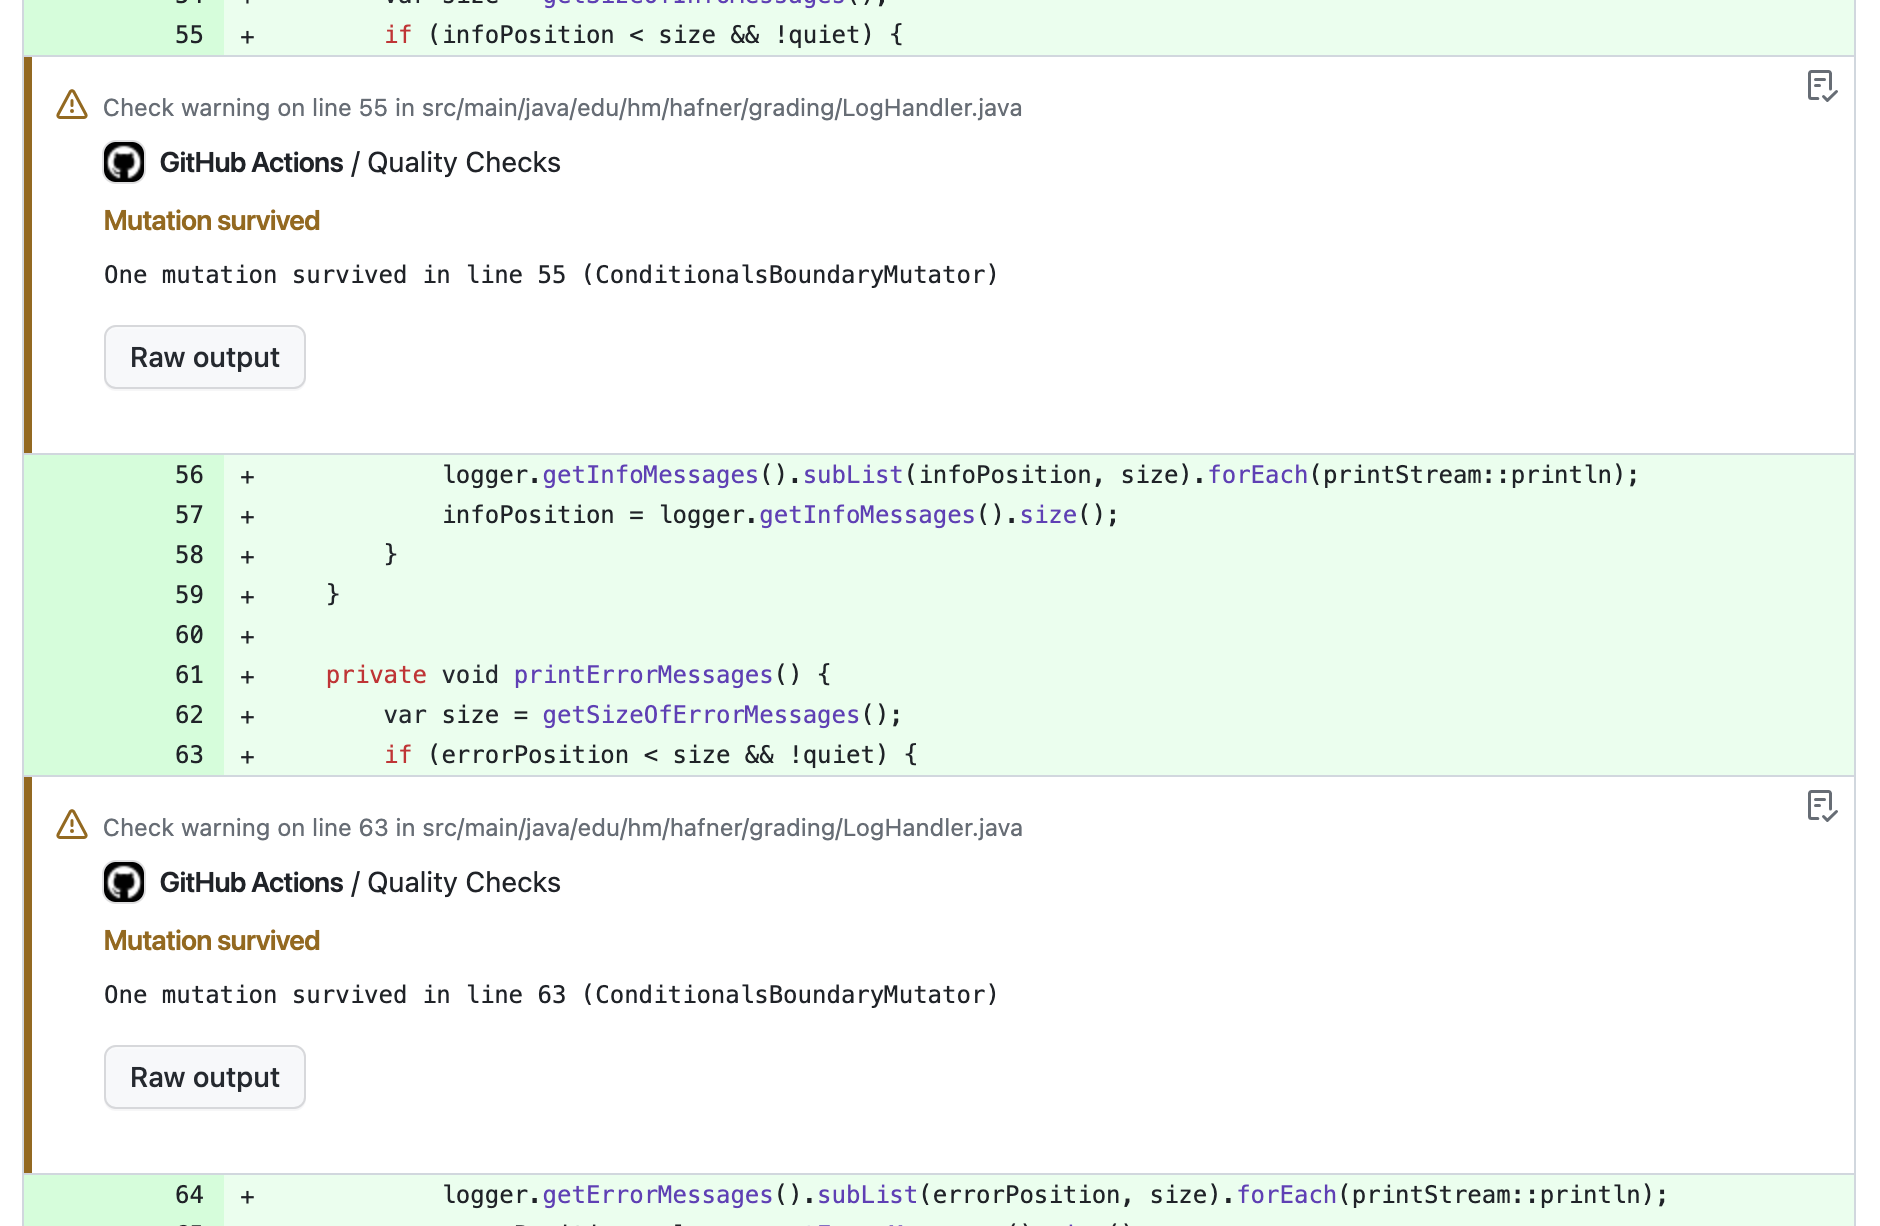 54 + var size = getSizeOfInfoMessages();
55 + if (infoPosition < size && !quiet) {
Check warning on line 55 in src/main/java/edu/hm/hafner/grading/LogHandler.java
GitHub Actions / Quality Checks
Mutation survived
One mutation survived in line 55 (ConditionalsBoundaryMutator)
Raw output
56 + logger.getInfoMessages().subList(infoPosition, size).forEach(printStream::println);
57 + infoPosition = logger.getInfoMessages().size();
58 + }
59 + }
60 +
61 + private void printErrorMessages() {
62 + var size = getSizeOfErrorMessages();
63 + if (errorPosition < size && !quiet) {
Check warning on line 63 in src/main/java/edu/hm/hafner/grading/LogHandler.java
GitHub Actions / Quality Checks
Mutation survived
One mutation survived in line 63 (ConditionalsBoundaryMutator)
Raw output
64 + logger.getErrorMessages().subList(errorPosition, size).forEach(printStream::println);